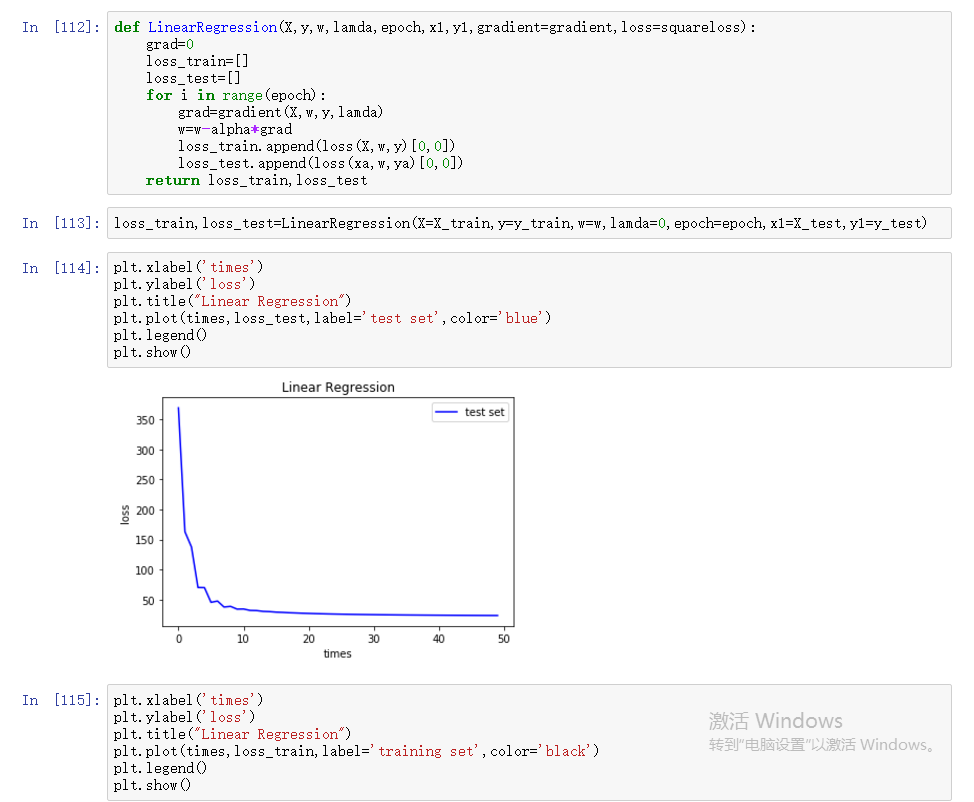 In [112]: def LinearRegression(X,y,w,lamda,epoch,x1,y1,gradient=gradient,loss=squareloss):
grad=0
loss_train=[]
loss_test=[]
for i in range(epoch):
grad=gradient(X,w,y,lamda)
w=w-alpha*grad
loss_train.append(loss(X,w,y)[0,0])
loss_test.append(loss(xa,w,ya)[0,0])
return loss_train,loss_test
In [113]: loss_train,loss_test=LinearRegression(X=X_train,y=y_train,w=w,lamda=0,epoch=epoch,x1=X_test,y1=y_test)
In [114]: plt.xlabel('times')
plt.ylabel('loss')
plt.title("Linear Regression")
plt.plot(times,loss_test,label='test set',color='blue')
plt.legend()
plt.show()
Linear Regression
test set
350
300
250
200
150
100
50
loss
0 10 20 30 40 50
times
In [115]: plt.xlabel('times')
plt.ylabel('loss')
plt.title("Linear Regression")
plt.plot(times,loss_train,label='training set',color='black')
plt.legend()
plt.show()
激活 Windows
转到"电脑设置"以激活 Windows。